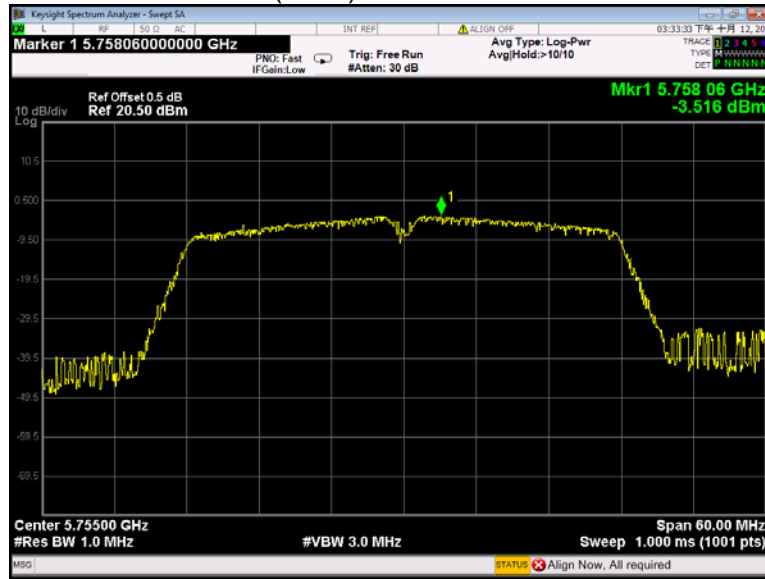 Keysight Spectrum Analyzer - Swept SA
L RF 50 Ω AC INT REF ALIGN OFF 03:33:33 下午 十月 12, 20
Marker 1 5.758060000000 GHz
PNO: Fast
IFGain:Low
Trig: Free Run
#Atten: 30 dB
Avg Type: Log-Pwr
Avg|Hold:>10/10
TRACE 1 2 3 4 5 6
TYPE M
DET P N N N N N
Mkr1 5.758 06 GHz
-3.516 dBm
Ref Offset 0.5 dB
10 dB/div Ref 20.50 dBm
Log
10.5
0.500
1
-9.50
-19.5
-29.5
-39.5
-49.5
-59.5
-69.5
Center 5.75500 GHz Span 60.00 MHz
#Res BW 1.0 MHz #VBW 3.0 MHz Sweep 1.000 ms (1001 pts)
MSG STATUS Align Now, All required